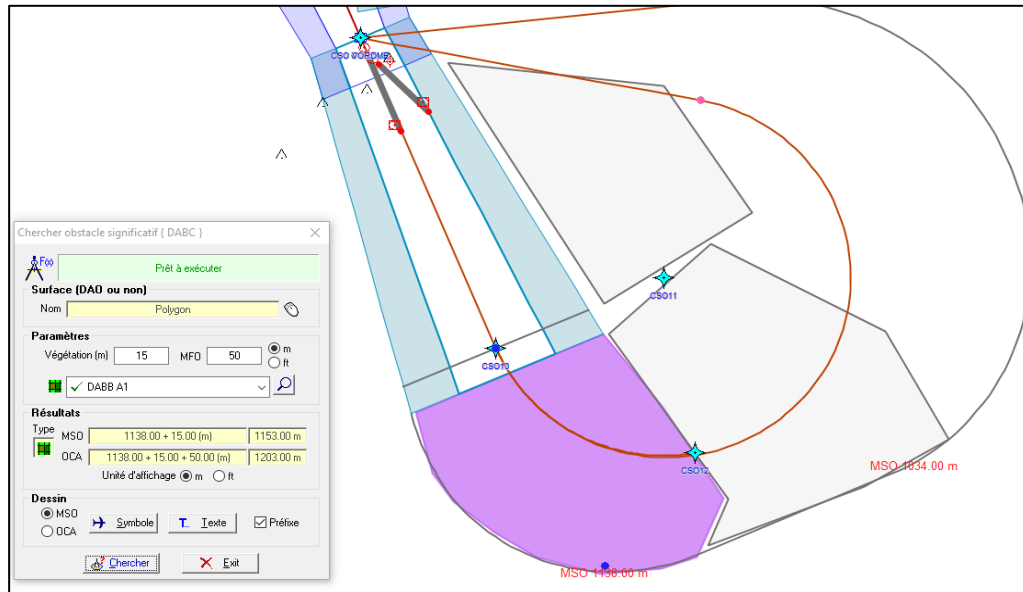 CSO
CSO11
CSO10
CSO12
MSO 1034.00 m
MSO 1138.00 m
Chercher obstacle significatif { DABC }
F(x)
Prêt à exécuter
Surface (DAO ou non)
Nom Polygon
Paramètres
Végétation (m) 15 MFO 50 m
ft
DABB A1
Résultats
Type
MSO 1138.00 + 15.00 (m) 1153.00 m
OCA 1138.00 + 15.00 + 50.00 (m) 1203.00 m
Unité d'affichage m ft
Dessin
MSO
OCA
Symbole
T... Texte
Préfixe
Chercher
Exit